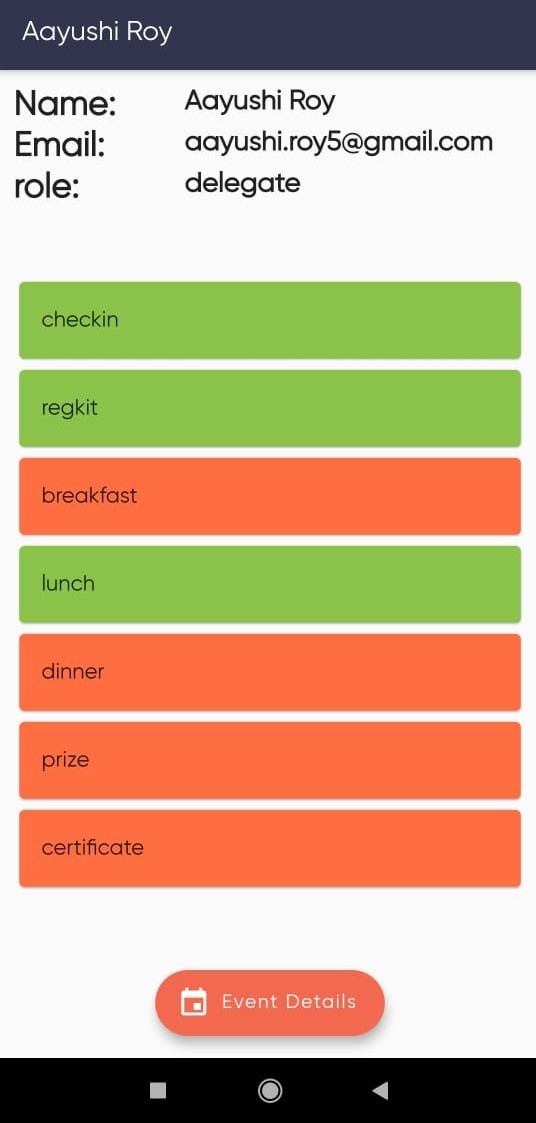 Aayushi Roy
Name: Aayushi Roy
Email: aayushi.roy5@gmail.com
role: delegate
checkin
regkit
breakfast
lunch
dinner
prize
certificate
Event Details